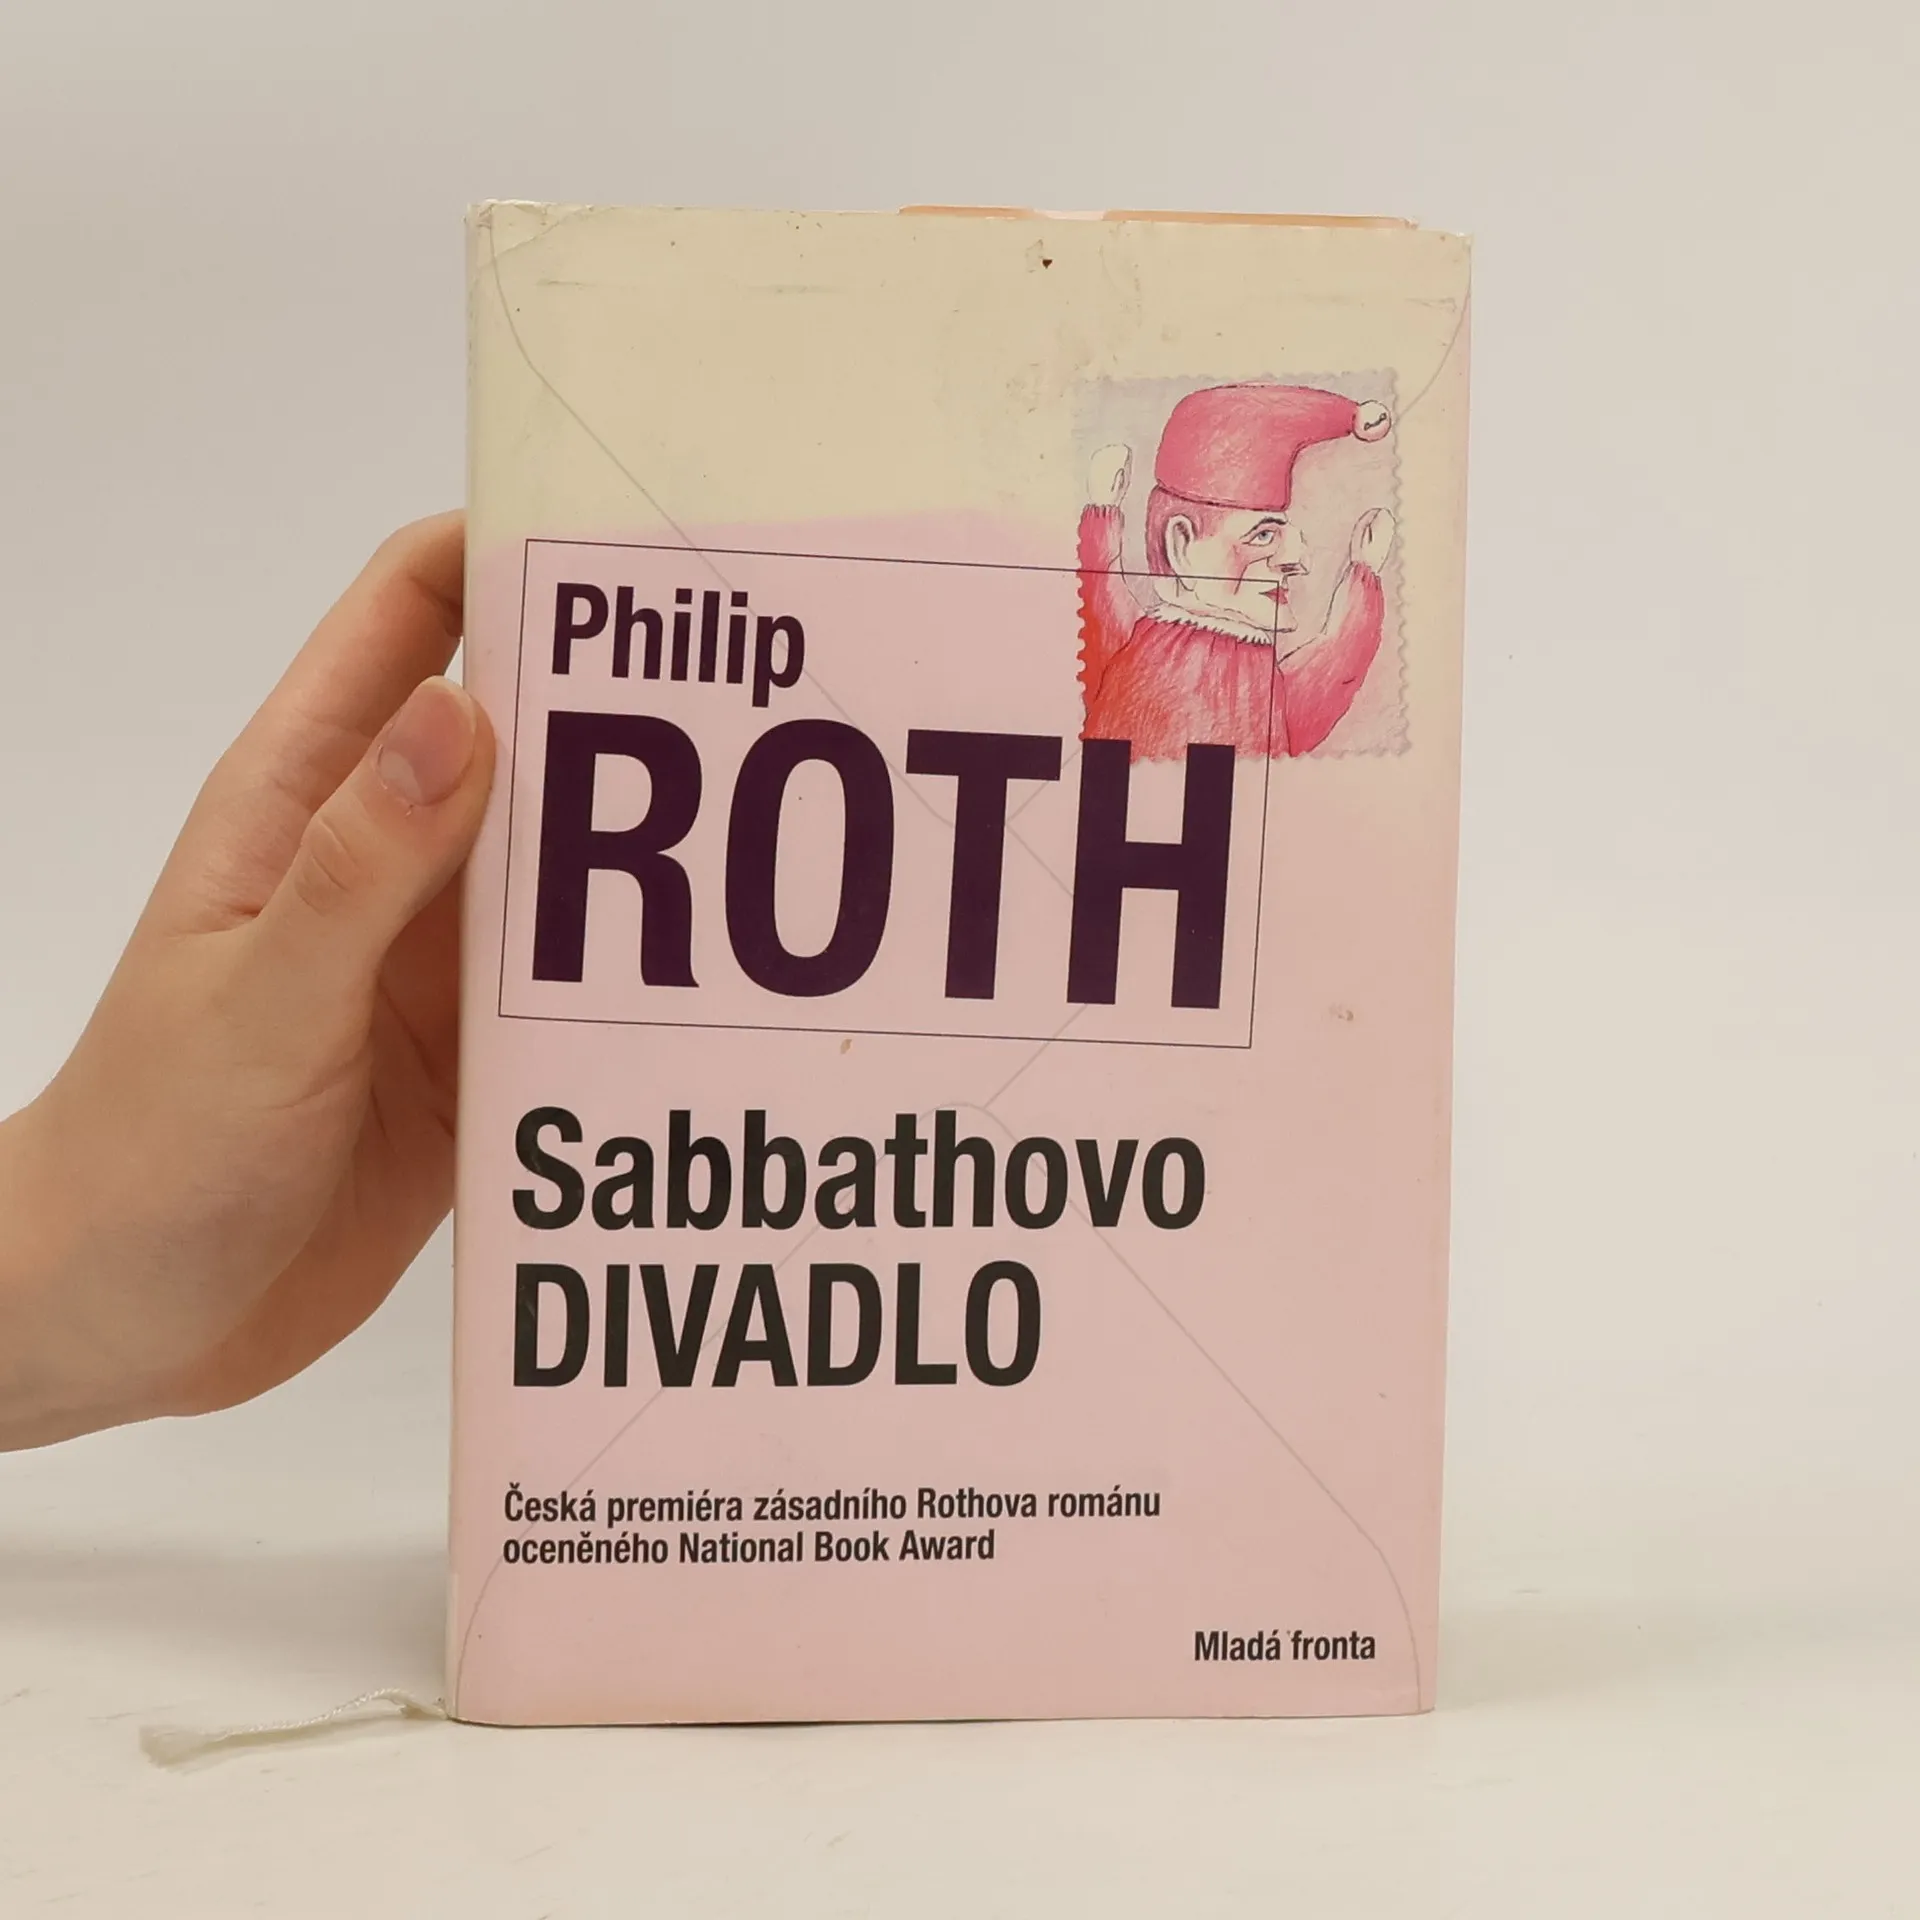 Philip
ROTH
Sabbathovo
DIVADLO
Česká premiéra zásadního Rothova románu
oceněného National Book Award
Mladá fronta